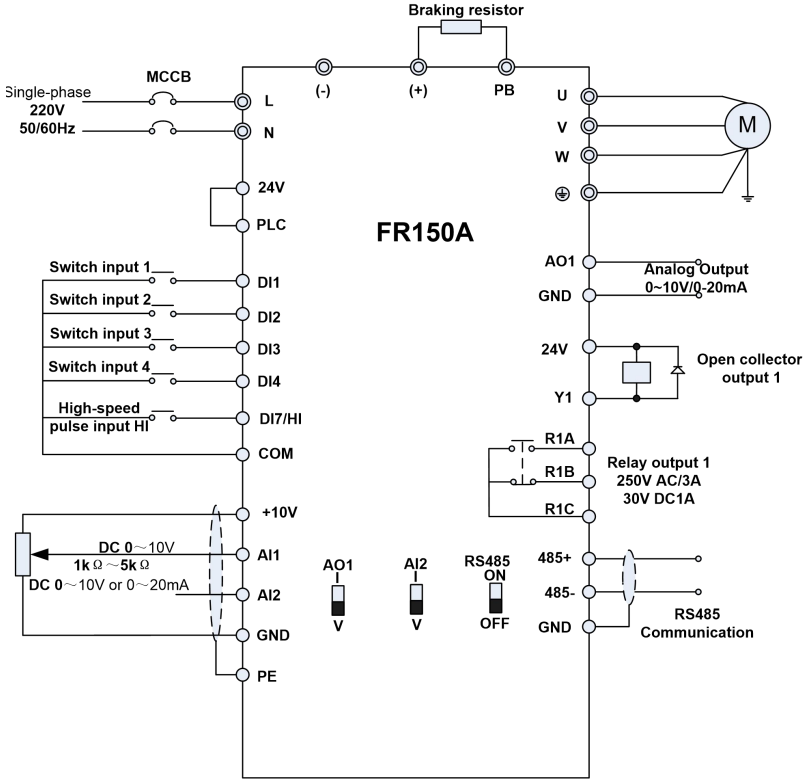 Braking resistor
MCCB
Single-phase
220V
50/60Hz
L
N
(-)
(+)
PB
U
V
W
M
24V
PLC
FR150A
Switch input 1
DI1
Switch input 2
DI2
Switch input 3
DI3
Switch input 4
DI4
High-speed
pulse input HI
DI7/HI
COM
AO1
Analog Output
0~10V/0-20mA
GND
24V
Open collector
output 1
Y1
R1A
R1B
R1C
Relay output 1
250V AC/3A
30V DC1A
+10V
DC 0～10V
1kΩ～5kΩ
AI1
DC 0～10V or 0～20mA
AI2
GND
PE
AO1
I
V
AI2
I
V
RS485
ON
OFF
485+
485-
GND
RS485
Communication